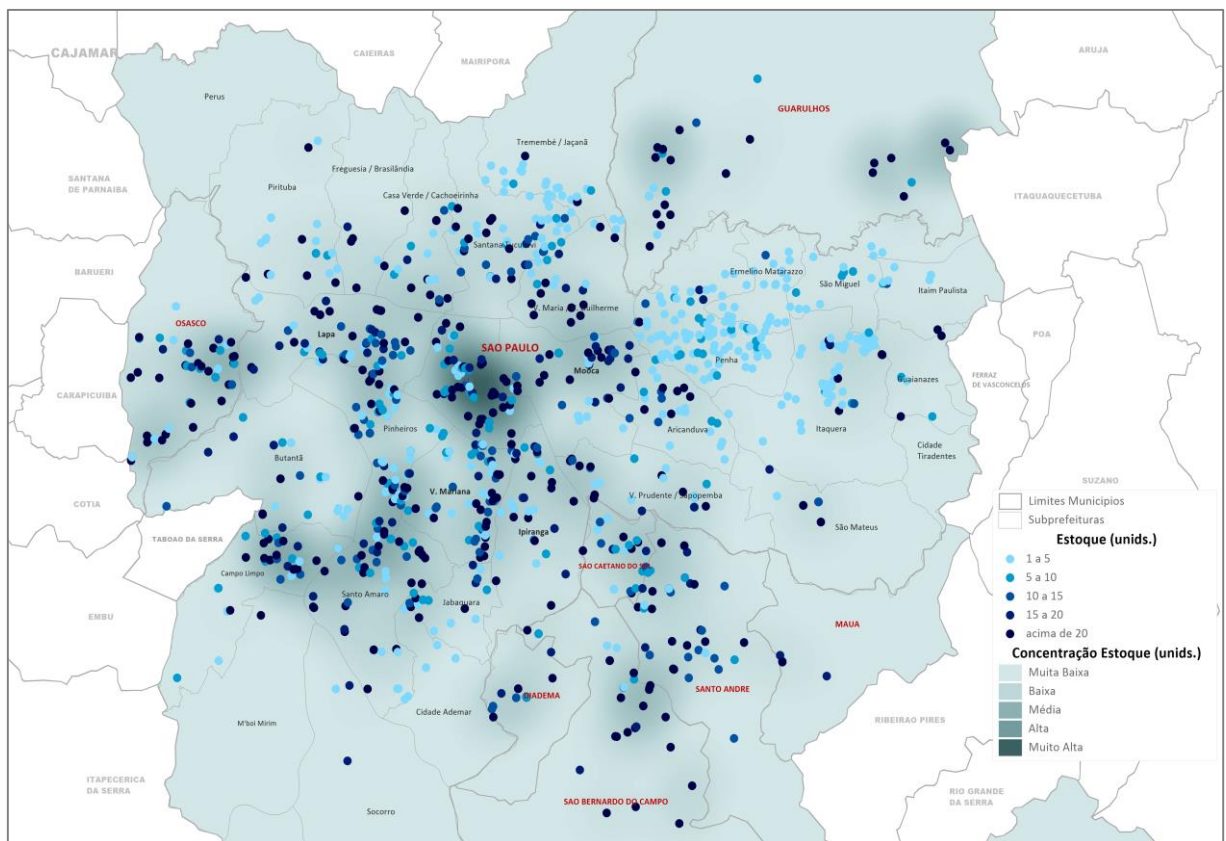 CAJAMAR
CAIEIRAS
MAIRIPORA
ARUJA
Perus
GUARULHOS
Tremembé / Jaçanã
Freguesia / Brasilândia
SANTANA
DE PARNAIBA
Pirituba
Casa Verde / Cachoeirinha
ITAQUAQUECETUBA
BARUERI
Ermelino Matarazzo
São Miguel
Itaim Paulista
OSASCO
Lapa
SAO PAULO
POA
Penha
Mooca
CARAPICUIBA
Guaianazes
FERRAZ
DE VASCONCELOS
Pinheiros
Aricanduva
Itaquera
Cidade
Tiradentes
Butantã
SUZANO
V. Mariana
V. Prudente / Sapopemba
COTIA
Ipiranga
São Mateus
TABOAO DA SERRA
SAO CAETANO DO SUL
Campo Limpo
Santo Amaro
Jabaquara
EMBU
MAUA
DIADEMA
SANTO ANDRE
Cidade Ademar
M'boi Mirim
RIBEIRAO PIRES
ITAPECERICA
DA SERRA
SAO BERNARDO DO CAMPO
Socorro
RIO GRANDE
DA SERRA
Limites Municipios
Subprefeituras
Estoque (unids.)
1 a 5
5 a 10
10 a 15
15 a 20
acima de 20
Concentração Estoque (unids.)
Muita Baixa
Baixa
Média
Alta
Muito Alta